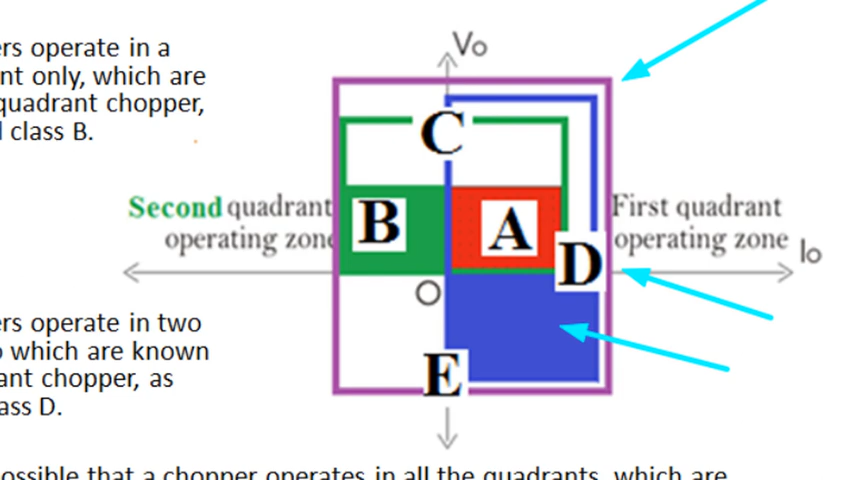 ers operate in a
nt only, which are
quadrant chopper,
class B.
Vo
C
Second quadrant
operating zone
B
A
First quadrant
operating zone
D
Io
O
ers operate in two
which are known
ant chopper, as
ass D.
E
ossible that a chopper operates in all the quadrants, which are